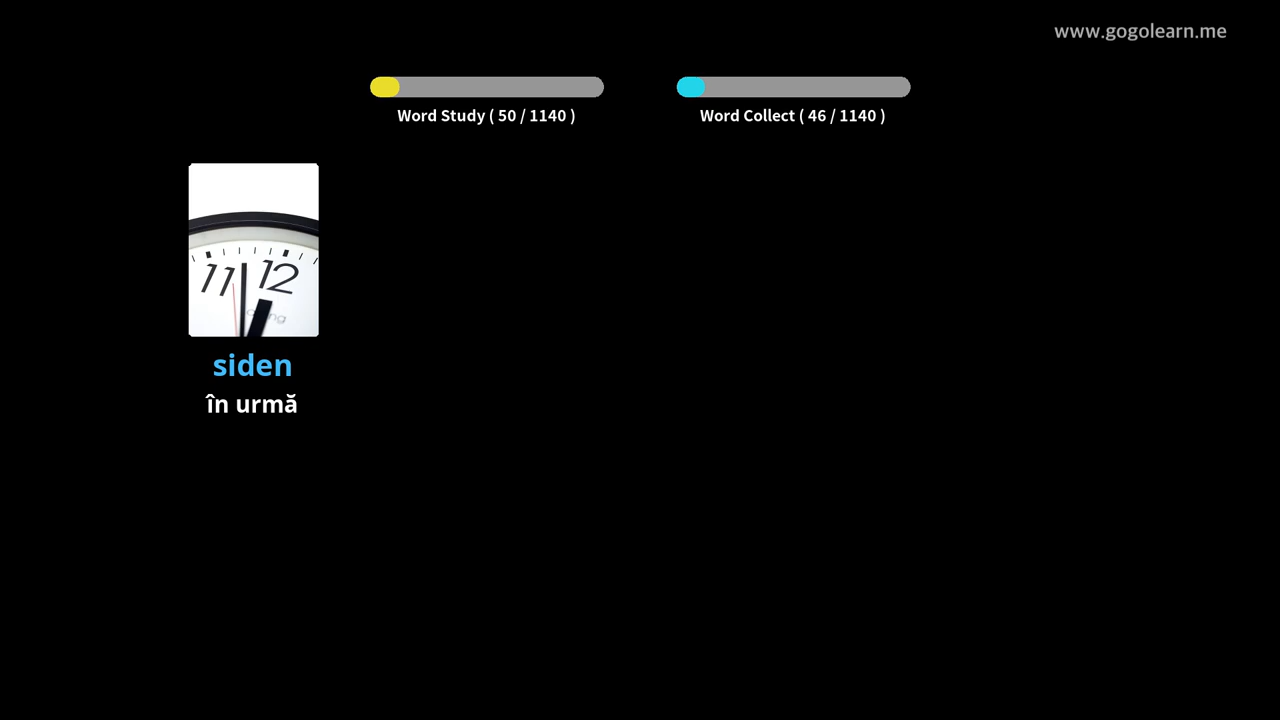 www.gogolearn.me
Word Study ( 50 / 1140 )
Word Collect ( 46 / 1140 )
11 12
siden
în urmă